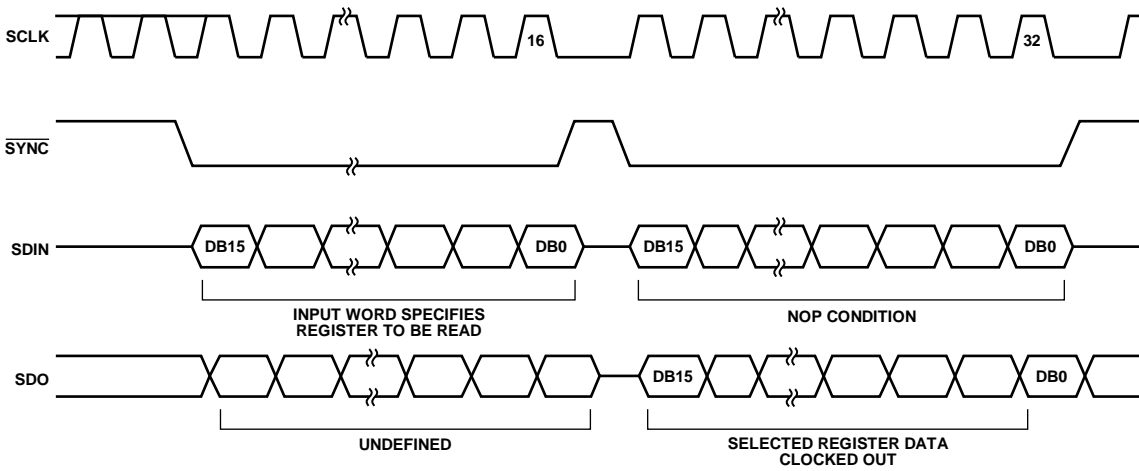 SCLK
16
32
SYNC
SDIN
DB15
DB0
DB15
DB0
INPUT WORD SPECIFIES
REGISTER TO BE READ
NOP CONDITION
SDO
DB15
DB0
UNDEFINED
SELECTED REGISTER DATA
CLOCKED OUT